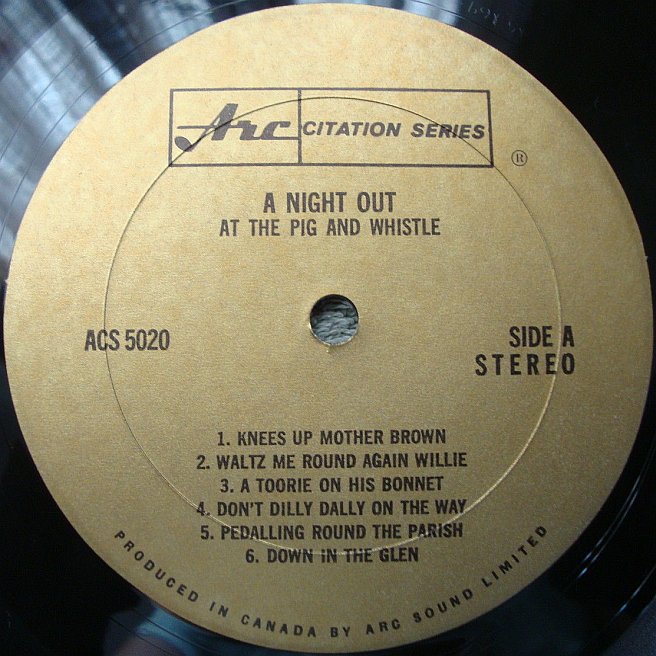 Arc CITATION SERIES
®
A NIGHT OUT
AT THE PIG AND WHISTLE
ACS 5020
SIDE A
STEREO
1. KNEES UP MOTHER BROWN
2. WALTZ ME ROUND AGAIN WILLIE
3. A TOORIE ON HIS BONNET
4. DON'T DILLY DALLY ON THE WAY
5. PEDALLING ROUND THE PARISH
6. DOWN IN THE GLEN
PRODUCED IN CANADA BY ARC SOUND LIMITED